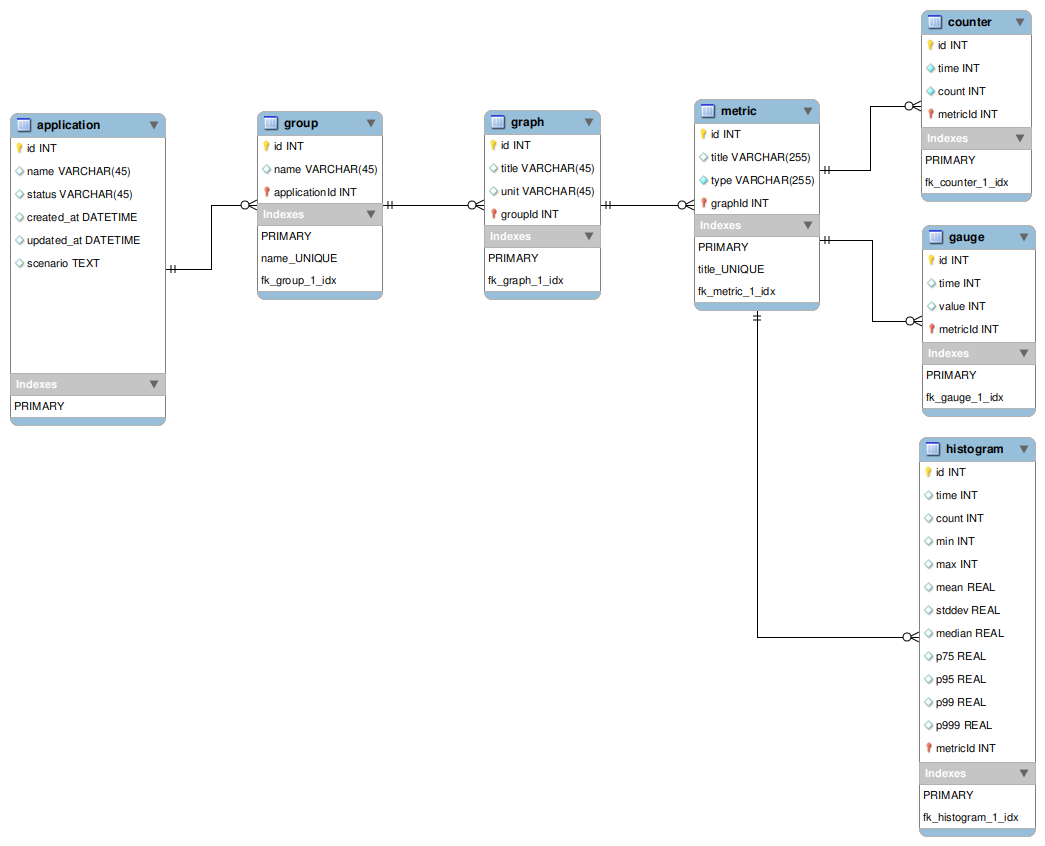 application
id INT
name VARCHAR(45)
status VARCHAR(45)
created_at DATETIME
updated_at DATETIME
scenario TEXT
Indexes
PRIMARY
group
id INT
name VARCHAR(45)
applicationId INT
Indexes
PRIMARY
name_UNIQUE
fk_group_1_idx
graph
id INT
title VARCHAR(45)
unit VARCHAR(45)
groupId INT
Indexes
PRIMARY
fk_graph_1_idx
metric
id INT
title VARCHAR(255)
type VARCHAR(255)
graphId INT
Indexes
PRIMARY
title_UNIQUE
fk_metric_1_idx
counter
id INT
time INT
count INT
metricId INT
Indexes
PRIMARY
fk_counter_1_idx
gauge
id INT
time INT
value INT
metricId INT
Indexes
PRIMARY
fk_gauge_1_idx
histogram
id INT
time INT
count INT
min INT
max INT
mean REAL
stddev REAL
median REAL
p75 REAL
p95 REAL
p99 REAL
p999 REAL
metricId INT
Indexes
PRIMARY
fk_histogram_1_idx